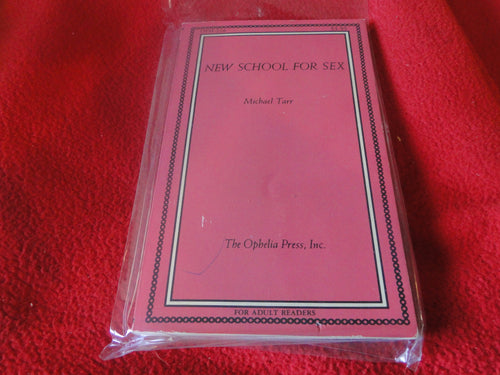 NEW SCHOOL FOR SEX
Michael Tarr
The Ophelia Press, Inc.
FOR ADULT READERS